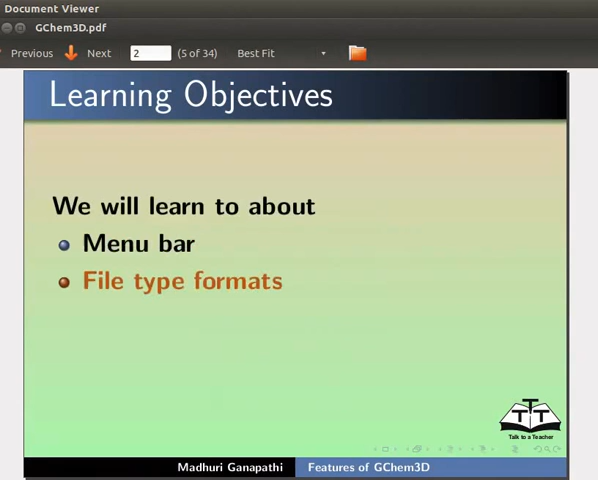 Document Viewer
GChem3D.pdf
Previous Next 2 (5 of 34) Best Fit
Learning Objectives
We will learn to about
Menu bar
File type formats
TTT
Talk to a Teacher
Madhuri Ganapathi Features of GChem3D